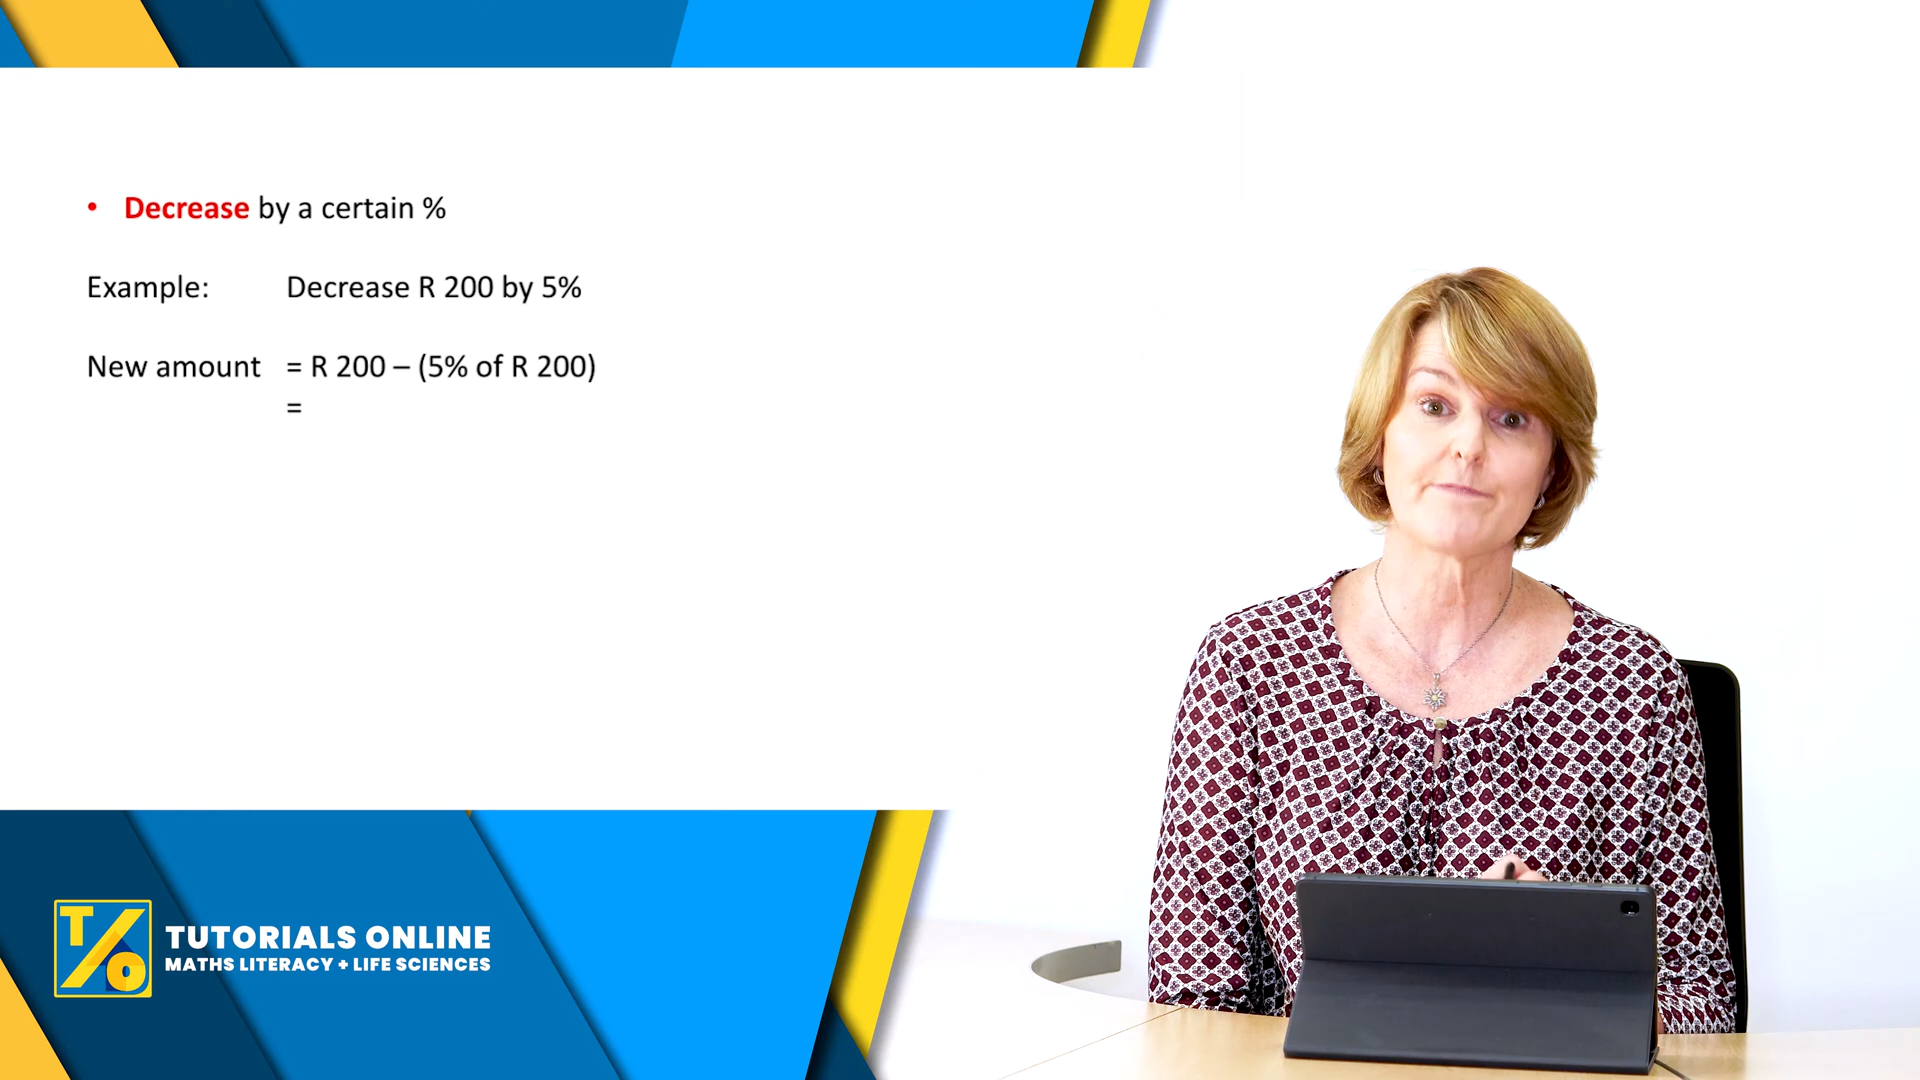 • Decrease by a certain %
Example: Decrease R 200 by 5%
New amount = R 200 – (5% of R 200)
=
T/O
TUTORIALS ONLINE
MATHS LITERACY + LIFE SCIENCES